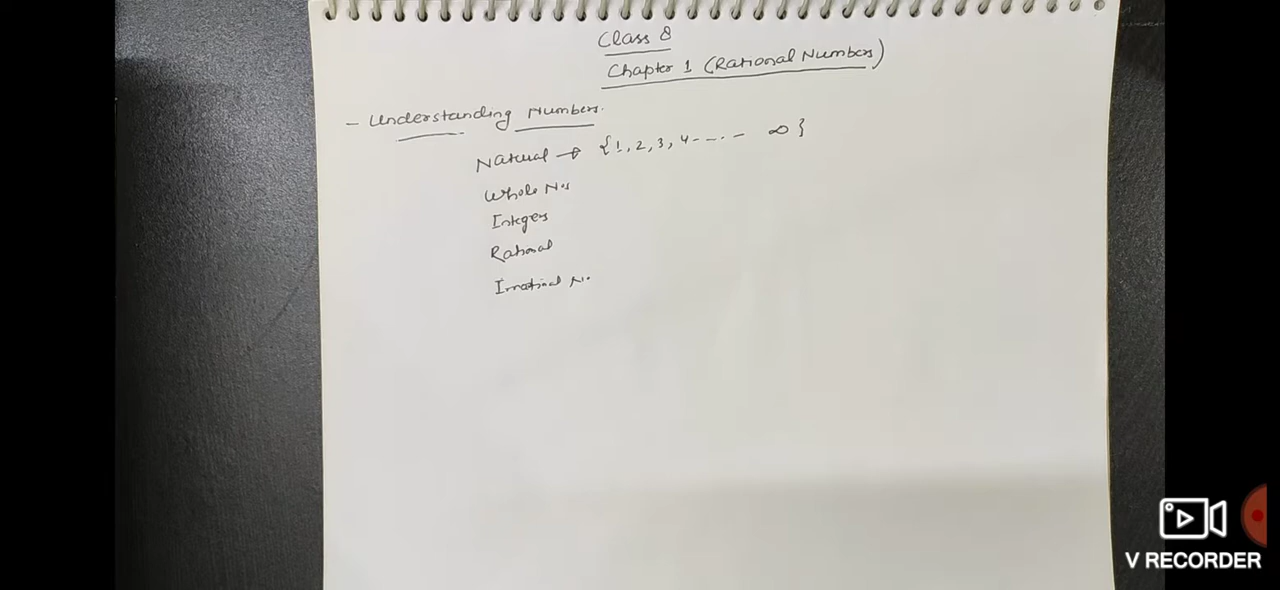 Class 8
Chapter 1 (Rational Numbers)
- Understanding Numbers.
Natural → {1, 2, 3, 4 - - . - ∞ }
Whole Nos
Integers
Rational
Irrational No.
V RECORDER